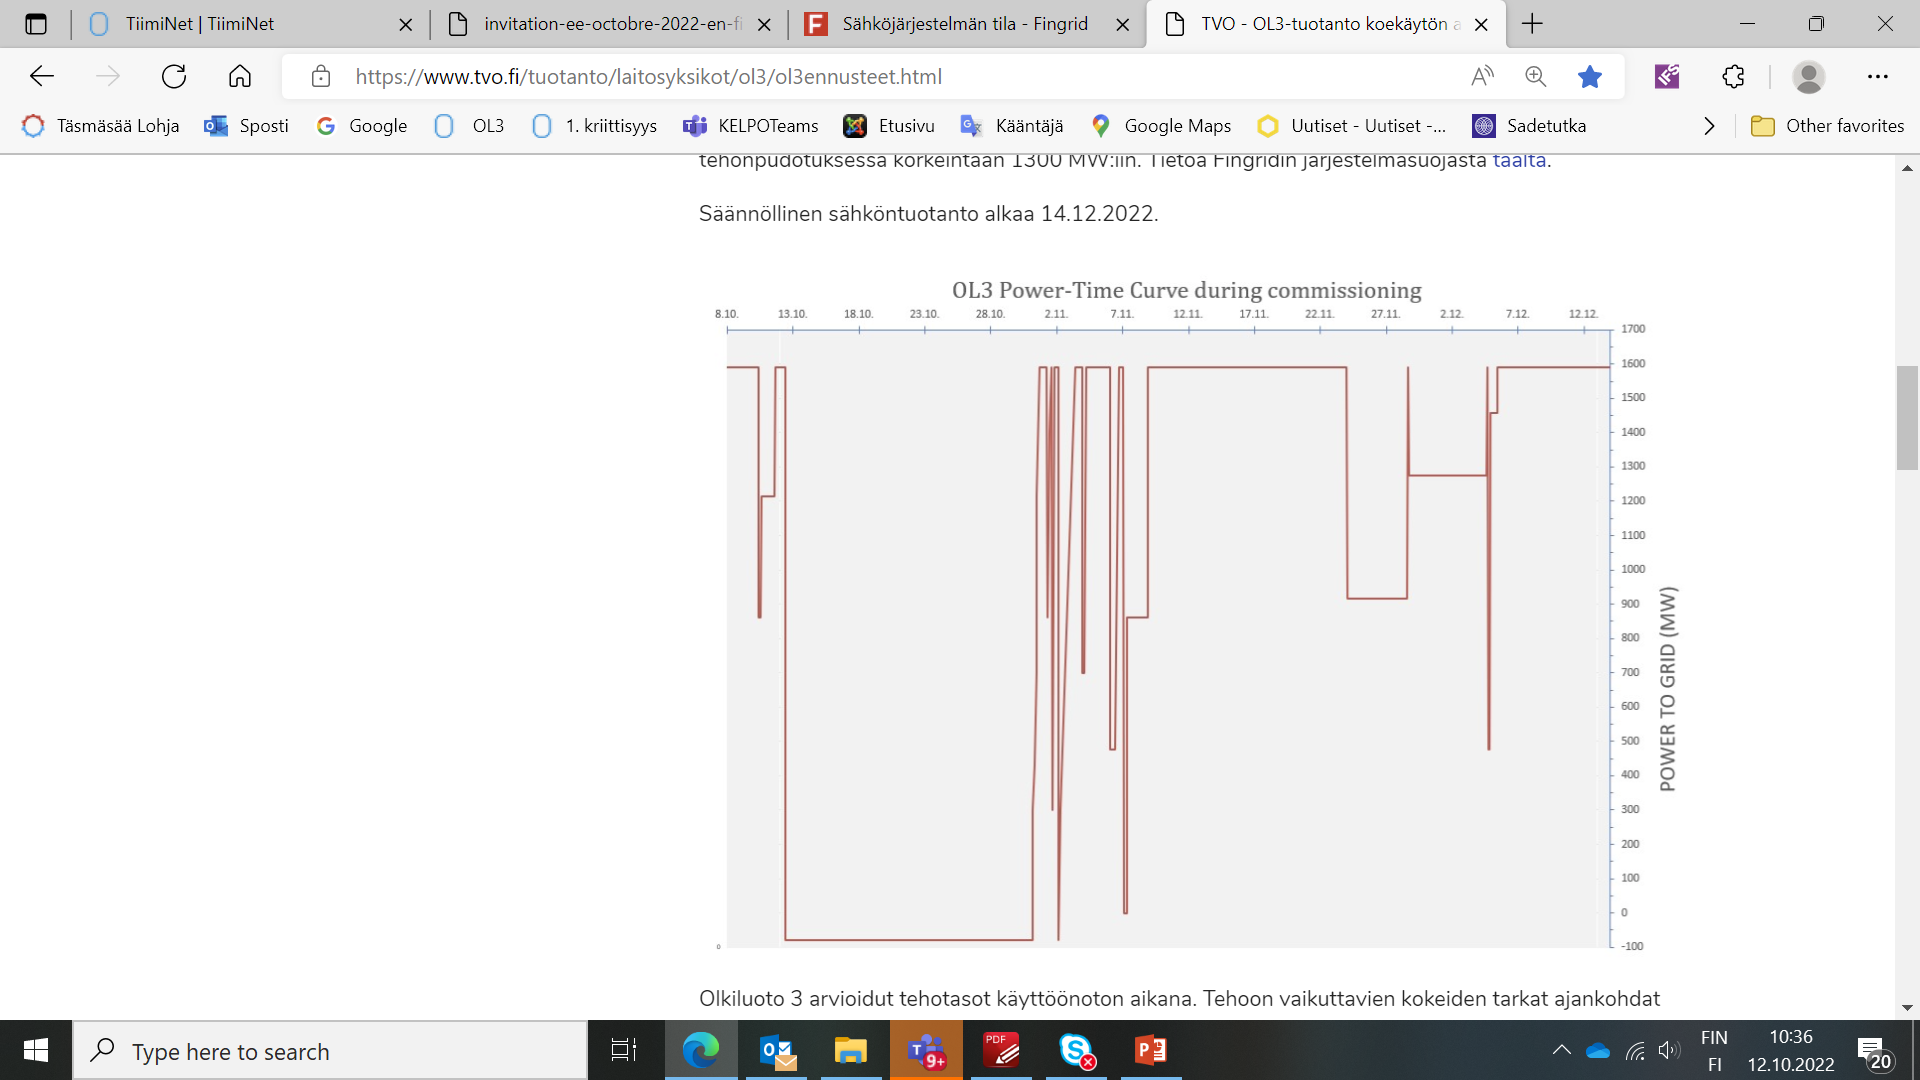 TiimiNet | TiimiNet
invitation-ee-octobre-2022-en-fi
Sähköjärjestelmän tila - Fingrid
TVO - OL3-tuotanto koekäytön a
https://www.tvo.fi/tuotanto/laitosyksikot/ol3/ol3ennusteet.html
Täsmäsää Lohja
Sposti
Google
OL3
1. kriittisyys
KELPOTeams
Etusivu
Kääntäjä
Google Maps
Uutiset - Uutiset -...
Sadetutka
Other favorites
tehonpudotuksessa korkeintaan 1300 MW:iin. Tietoa Fingridin järjestelmäsuojasta täältä.
Säännöllinen sähköntuotanto alkaa 14.12.2022.
OL3 Power-Time Curve during commissioning
8.10. 13.10. 18.10. 23.10. 28.10. 2.11. 7.11. 12.11. 17.11. 22.11. 27.11. 2.12. 7.12. 12.12.
1700
1600
1500
1400
1300
1200
1100
1000
900
800
700
600
500
400
300
200
100
0
-100
0
POWER TO GRID (MW)
Olkiluoto 3 arvioidut tehotasot käyttöönoton aikana. Tehoon vaikuttavien kokeiden tarkat ajankohdat
Type here to search
9+
PDF
FIN
FI
10:36
12.10.2022
20